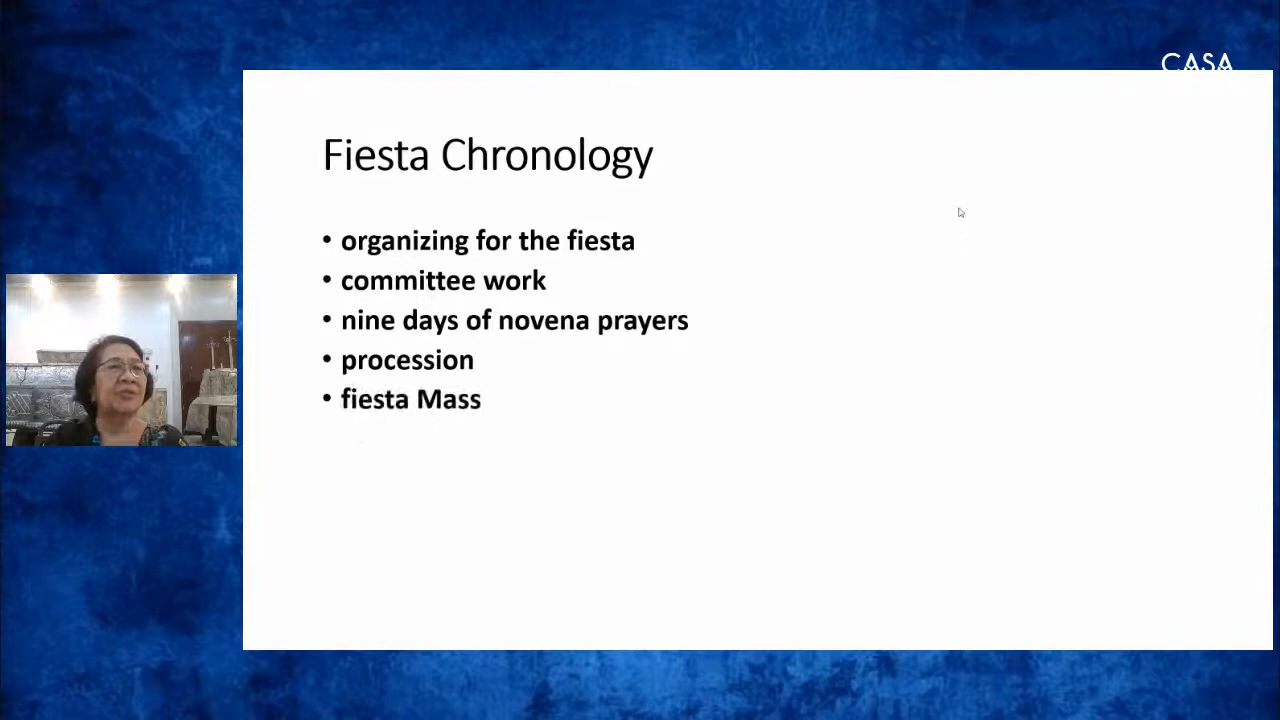 CASA
Fiesta Chronology
• organizing for the fiesta
• committee work
• nine days of novena prayers
• procession
• fiesta Mass